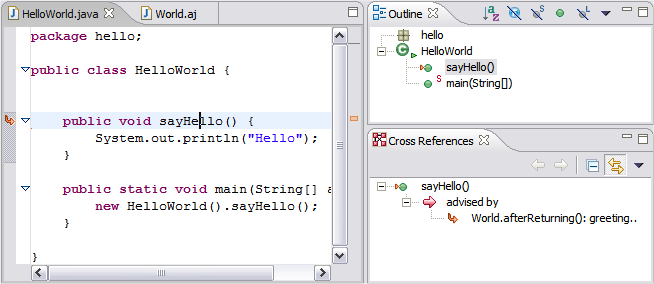 HelloWorld.java
World.aj
package hello;
public class HelloWorld {
public void sayHello() {
System.out.println("Hello");
}
public static void main(String[] a
new HelloWorld().sayHello();
}
}
Outline
hello
HelloWorld
sayHello()
main(String[])
Cross References
sayHello()
advised by
World.afterReturning(): greeting..